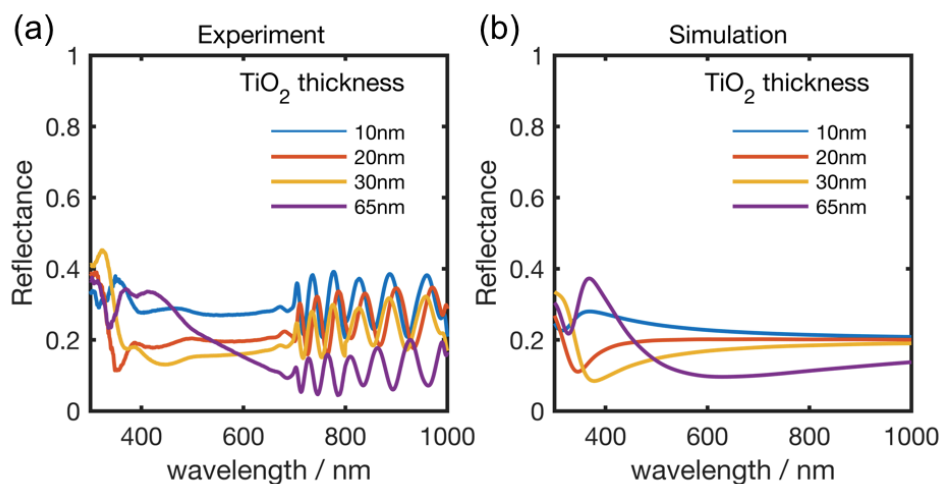 (a)
Experiment
Reflectance
1
0.8
0.6
0.4
0.2
0
TiO2 thickness
10nm
20nm
30nm
65nm
400
600
800
1000
wavelength / nm
(b)
Simulation
Reflectance
1
0.8
0.6
0.4
0.2
0
TiO2 thickness
10nm
20nm
30nm
65nm
400
600
800
1000
wavelength / nm